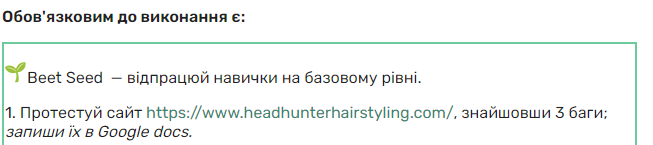 Обов'язковим до виконання є:
Beet Seed — відпрацюй навички на базовому рівні.
1. Протестуй сайт https://www.headhunterhairstyling.com/, знайшовши 3 баги;
запиши їх в Google docs.